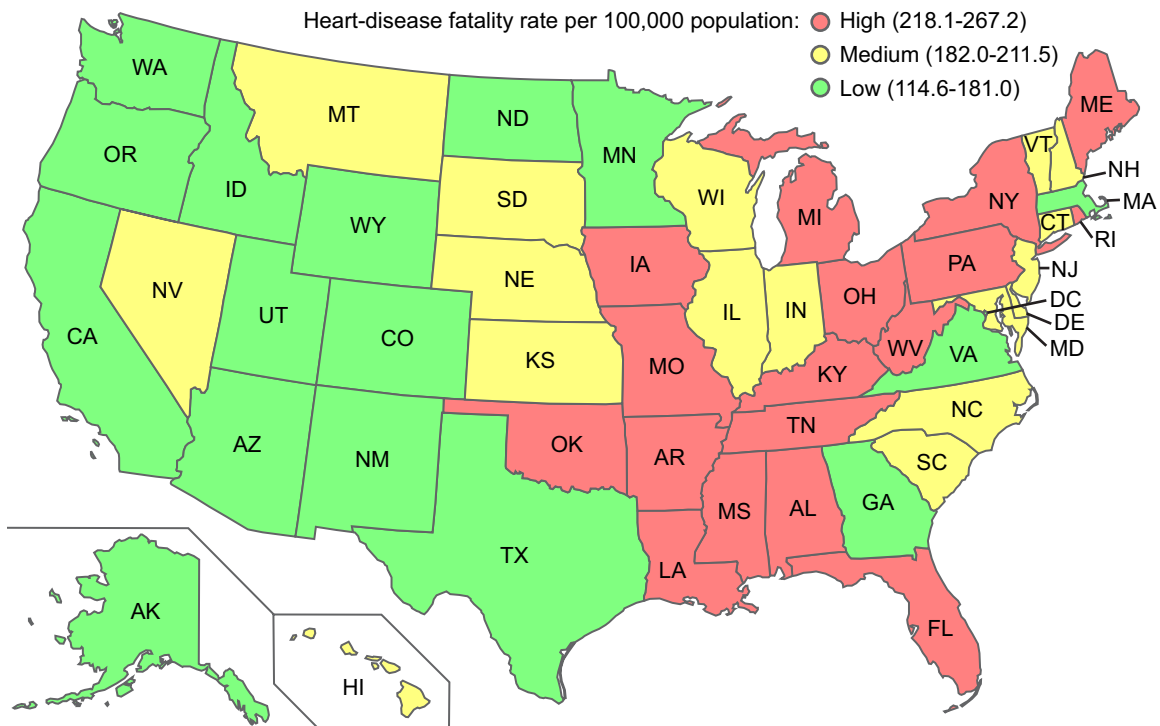 Heart-disease fatality rate per 100,000 population:
High (218.1-267.2)
Medium (182.0-211.5)
Low (114.6-181.0)
WA
MT
ND
MN
ME
OR
ID
SD
WI
MI
VT
NH
NY
MA
WY
CT
RI
IA
PA
NJ
NV
NE
IL
IN
OH
DC
DE
MD
UT
CO
CA
KS
MO
WV
VA
KY
NC
TN
AZ
NM
OK
AR
SC
MS
AL
GA
TX
LA
FL
AK
HI